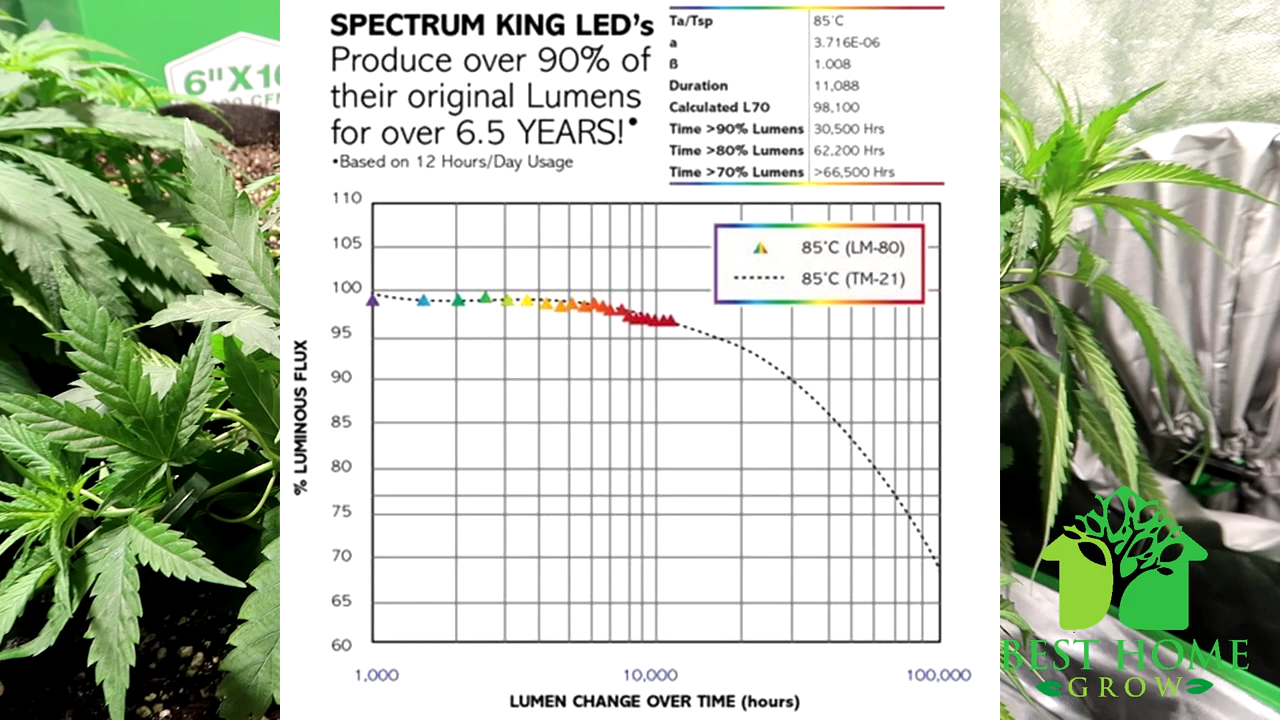 6" X 16
SPECTRUM KING LED's
Produce over 90% of
their original Lumens
for over 6.5 YEARS!•
•Based on 12 Hours/Day Usage
Ta/Tsp 85°C
a 3.716E-06
ß 1.008
Duration 11,088
Calculated L70 98,100
Time >90% Lumens 30,500 Hrs
Time >80% Lumens 62,200 Hrs
Time >70% Lumens >66,500 Hrs
85°C (LM-80)
85°C (TM-21)
% LUMINOUS FLUX
110
105
100
95
90
85
80
75
70
65
60
1,000 10,000 100,000
LUMEN CHANGE OVER TIME (hours)
BEST HOME
GROW